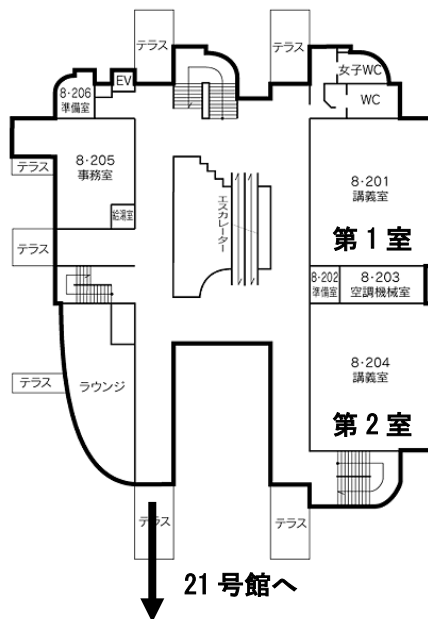 テラス
テラス
EV
女子WC
WC
8・206
準備室
8・205
事務室
テラス
給湯室
エスカレーター
8・201
講義室
第1室
テラス
8・202
準備室
8・203
空調機械室
8・204
講義室
テラス
ラウンジ
第2室
テラス
テラス
21号館へ